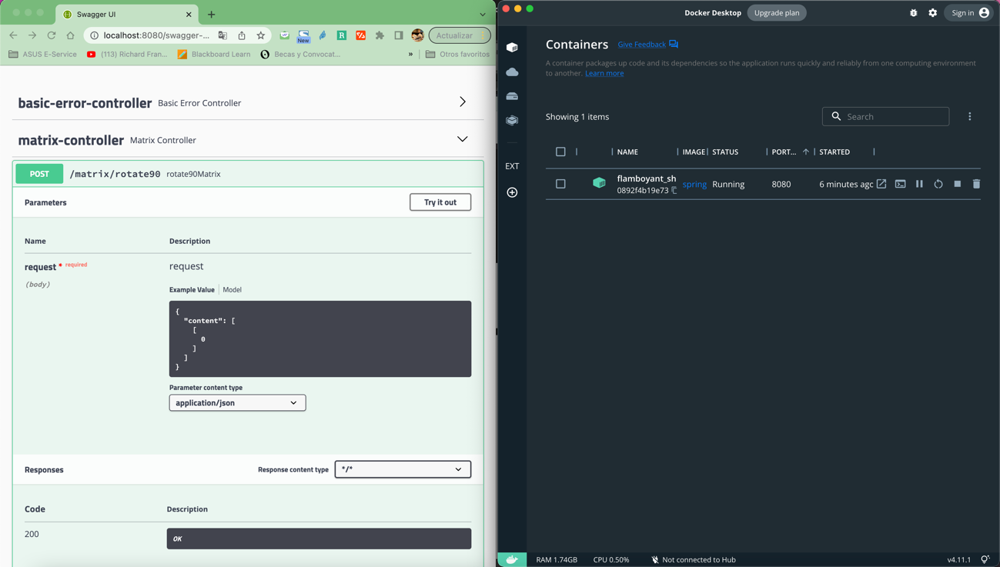 Swagger UI
localhost:8080/swagger-...
New
Actualizar
ASUS E-Service
(113) Richard Fran...
Blackboard Learn
Becas y Convocat...
»
Otros favoritos
basic-error-controller Basic Error Controller
matrix-controller Matrix Controller
POST /matrix/rotate90 rotate90Matrix
Parameters
Try it out
Name Description
request * required
(body)
request
Example Value Model
{
"content": [
[
0
]
]
}
Parameter content type
application/json
Responses
Response content type
*/*
Code Description
200
OK
Docker Desktop
Upgrade plan
Sign in
Containers
Give Feedback
A container packages up code and its dependencies so the application runs quickly and reliably from one computing environment
to another. Learn more
Showing 1 items
Search
EXT
NAME IMAGE STATUS PORT... STARTED
flamboyant_sh
0892f4b19e73
spring
Running
8080
6 minutes agc
RAM 1.74GB CPU 0.50% Not connected to Hub
v4.11.1